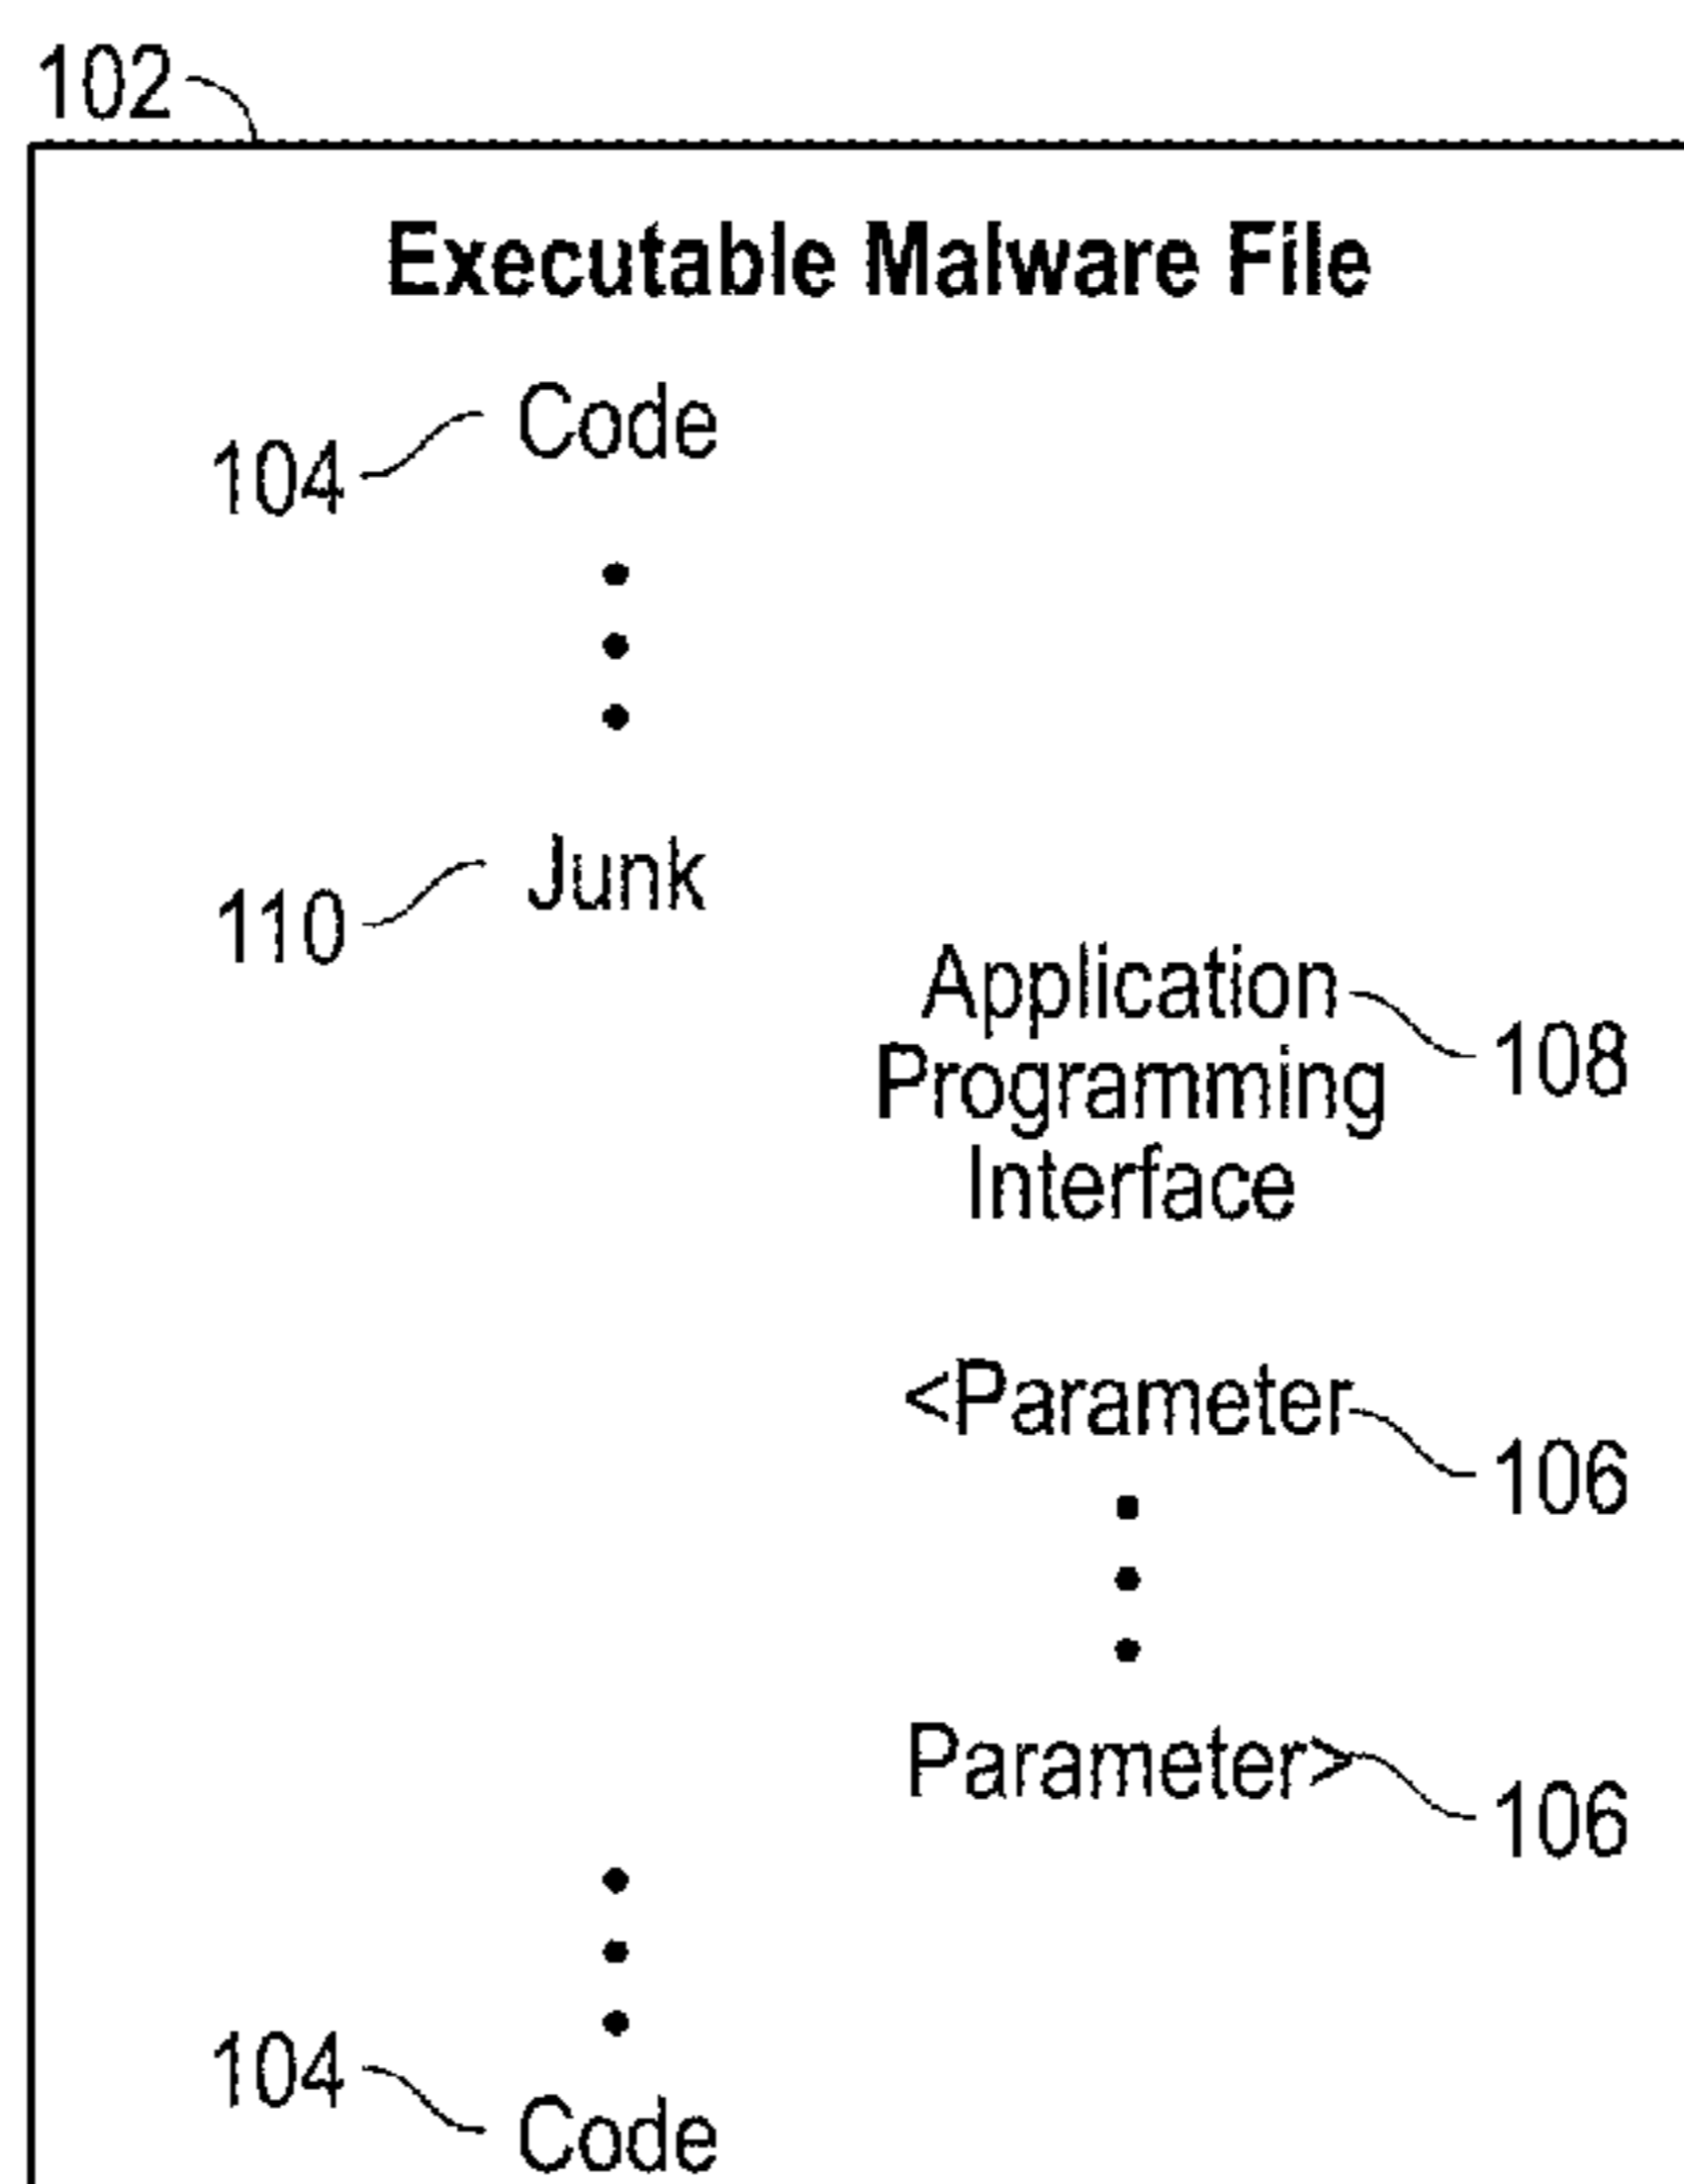 102
Executable Malware File
Code
104
Junk
110
Application
108
Programming
Interface
<Parameter
106
Parameter>
106
104
Code